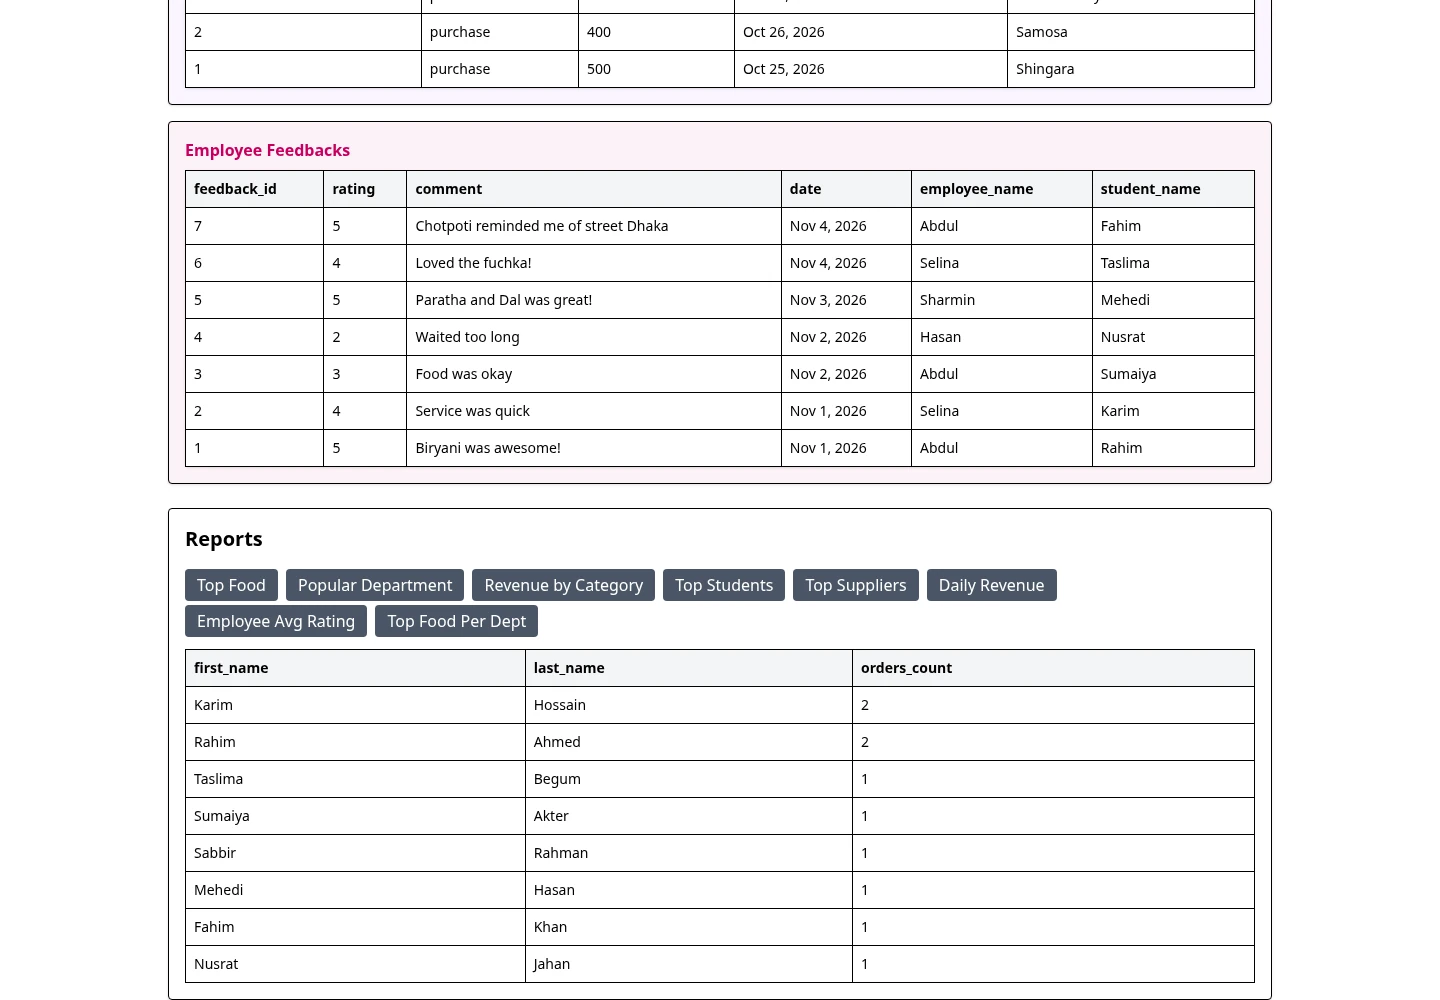 2 purchase 400 Oct 26, 2026 Samosa
1 purchase 500 Oct 25, 2026 Shingara
Employee Feedbacks
feedback_id rating comment date employee_name student_name
7 5 Chotpoti reminded me of street Dhaka Nov 4, 2026 Abdul Fahim
6 4 Loved the fuchka! Nov 4, 2026 Selina Taslima
5 5 Paratha and Dal was great! Nov 3, 2026 Sharmin Mehedi
4 2 Waited too long Nov 2, 2026 Hasan Nusrat
3 3 Food was okay Nov 2, 2026 Abdul Sumaiya
2 4 Service was quick Nov 1, 2026 Selina Karim
1 5 Biryani was awesome! Nov 1, 2026 Abdul Rahim
Reports
Top Food Popular Department Revenue by Category Top Students Top Suppliers Daily Revenue
Employee Avg Rating Top Food Per Dept
first_name last_name orders_count
Karim Hossain 2
Rahim Ahmed 2
Taslima Begum 1
Sumaiya Akter 1
Sabbir Rahman 1
Mehedi Hasan 1
Fahim Khan 1
Nusrat Jahan 1